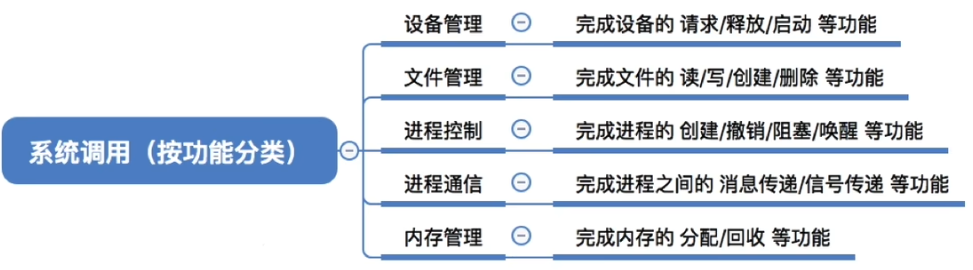 系统调用（按功能分类）
设备管理 完成设备的 请求/释放/启动 等功能
文件管理 完成文件的 读/写/创建/删除 等功能
进程控制 完成进程的 创建/撤销/阻塞/唤醒 等功能
进程通信 完成进程之间的 消息传递/信号传递 等功能
内存管理 完成内存的 分配/回收 等功能